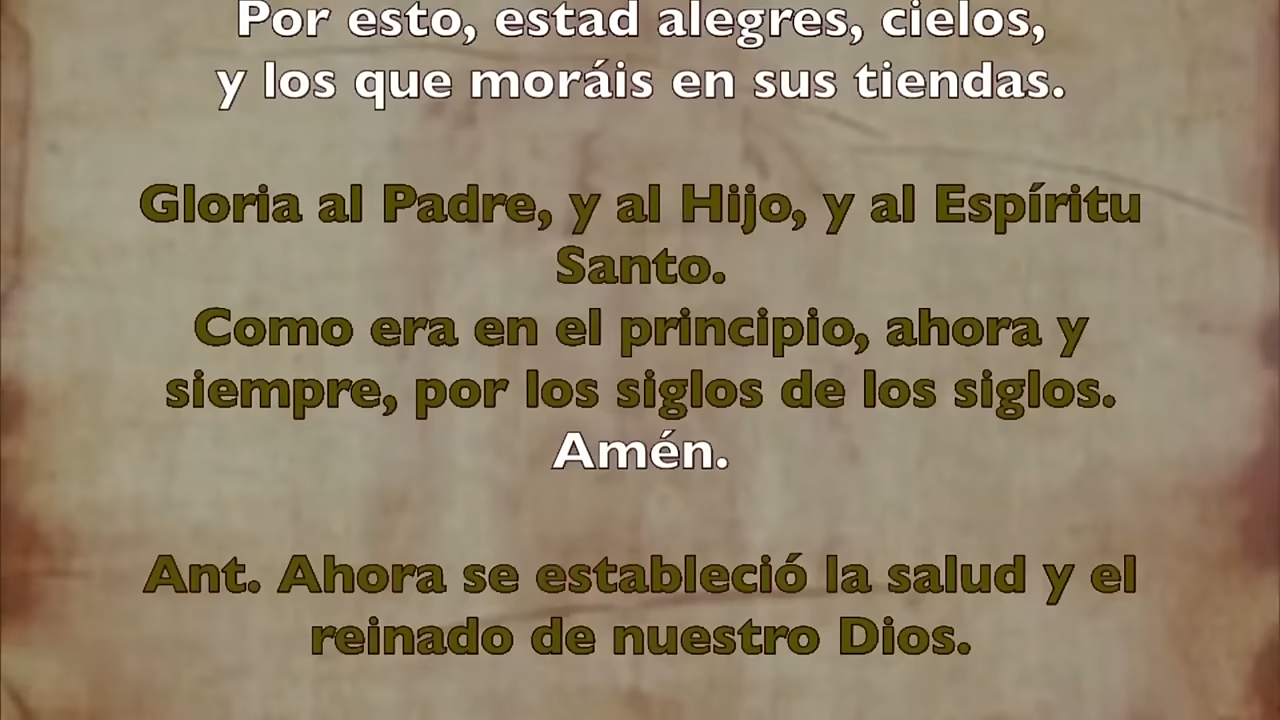 Por esto, estad alegres, cielos,
y los que moráis en sus tiendas.
Gloria al Padre, y al Hijo, y al Espíritu
Santo.
Como era en el principio, ahora y
siempre, por los siglos de los siglos.
Amén.
Ant. Ahora se estableció la salud y el
reinado de nuestro Dios.